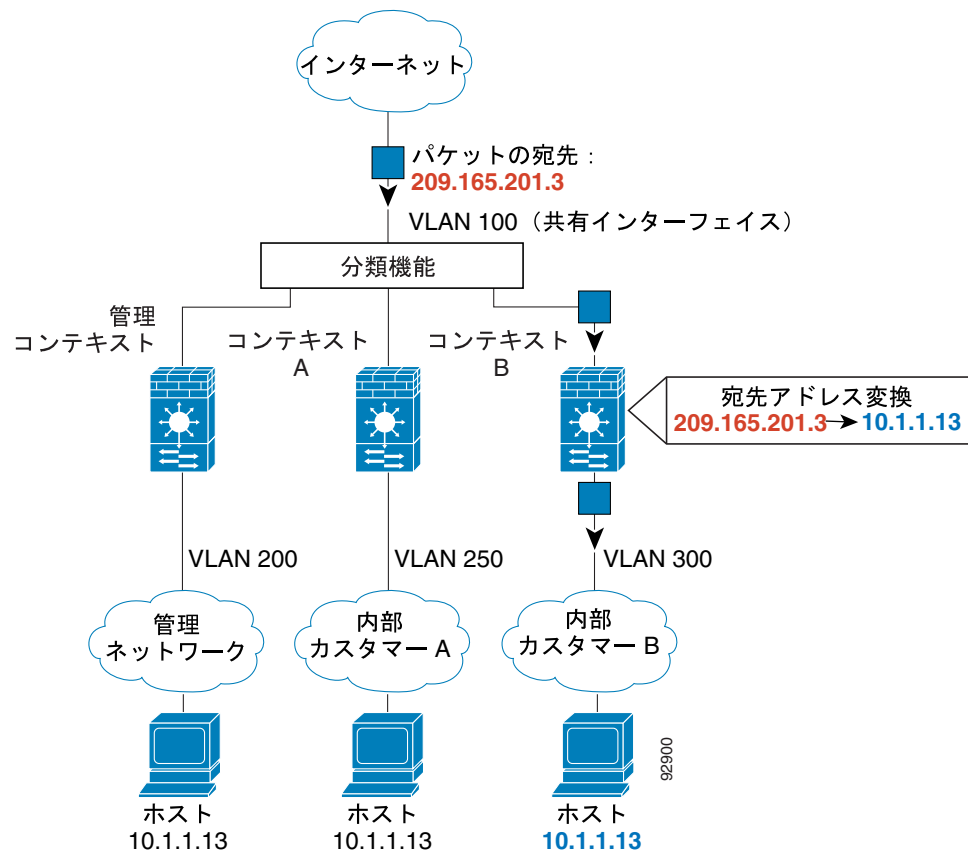 インターネット
パケットの宛先：
209.165.201.3
VLAN 100（共有インターフェイス）
分類機能
管理
コンテキスト
コンテキスト
A
コンテキスト
B
宛先アドレス変換
209.165.201.3 → 10.1.1.13
VLAN 200
VLAN 250
VLAN 300
管理
ネットワーク
内部
カスタマー A
内部
カスタマー B
92900
ホスト
10.1.1.13
ホスト
10.1.1.13
ホスト
10.1.1.13